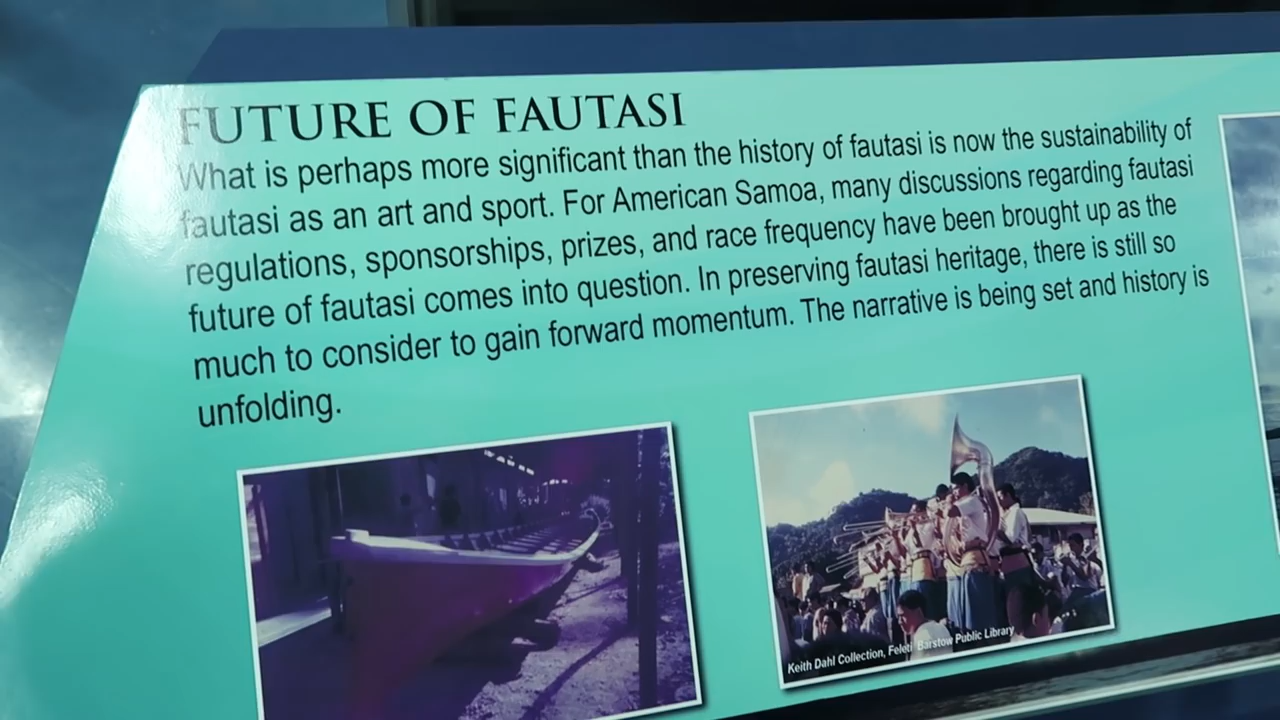 FUTURE OF FAUTASI
What is perhaps more significant than the history of fautasi is now the sustainability of
fautasi as an art and sport. For American Samoa, many discussions regarding fautasi
regulations, sponsorships, prizes, and race frequency have been brought up as the
future of fautasi comes into question. In preserving fautasi heritage, there is still so
much to consider to gain forward momentum. The narrative is being set and history is
unfolding.
Keith Dahl Collection, Feleti Barstow Public Library